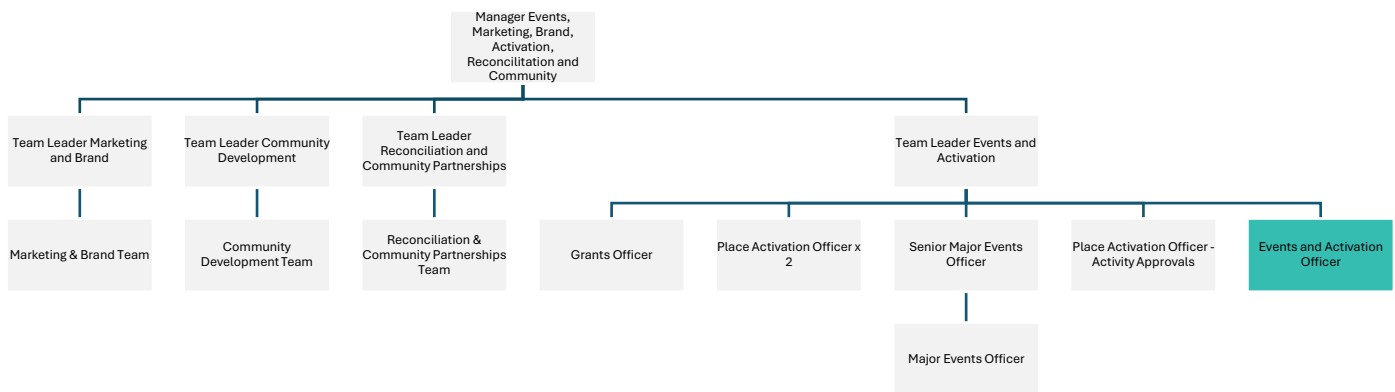 Manager Events,
Marketing, Brand,
Activation,
Reconcilitation and
Community
Team Leader Marketing
and Brand
Team Leader Community
Development
Team Leader
Reconciliation and
Community Partnerships
Team Leader Events and
Activation
Marketing & Brand Team
Community
Development Team
Reconciliation &
Community Partnerships
Team
Grants Officer
Place Activation Officer x
2
Senior Major Events
Officer
Place Activation Officer -
Activity Approvals
Events and Activation
Officer
Major Events Officer